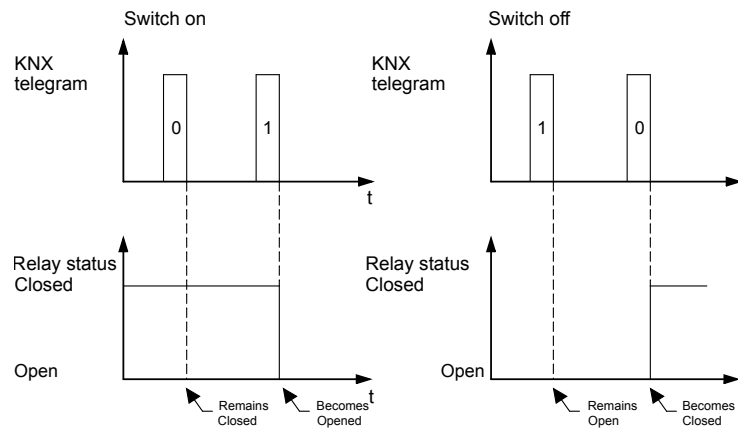 Switch on
KNX
telegram
0
1
t
Relay status
Closed
Open
t
Remains
Closed
Becomes
Opened
Switch off
KNX
telegram
1
0
Relay status
Closed
Open
Remains
Open
Becomes
Closed